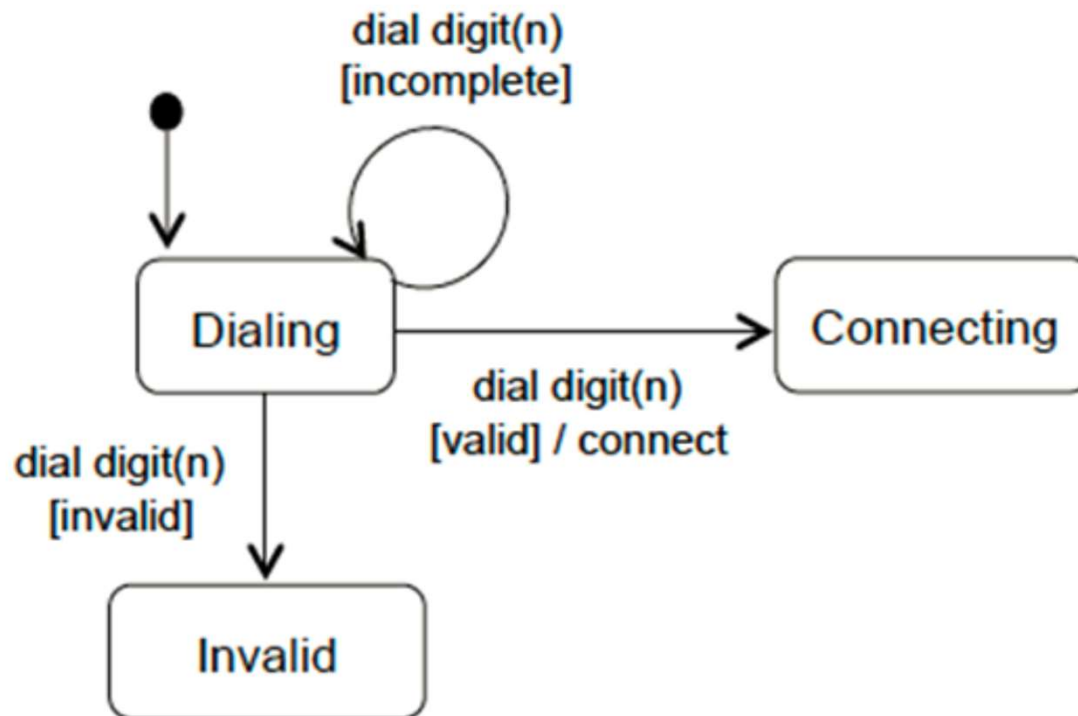 dial digit(n)
[incomplete]
Dialing
Connecting
dial digit(n)
[valid] / connect
dial digit(n)
[invalid]
Invalid